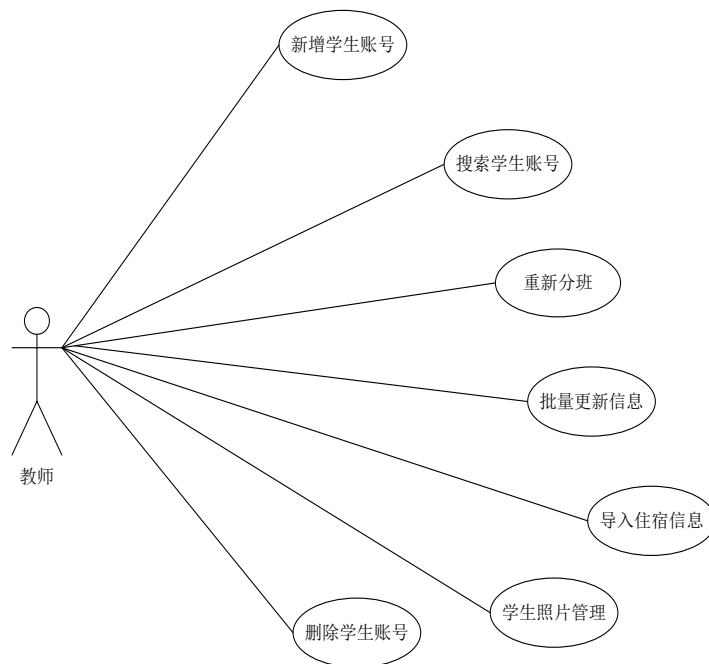 新增学生账号
搜索学生账号
重新分班
批量更新信息
教师
导入住宿信息
学生照片管理
删除学生账号